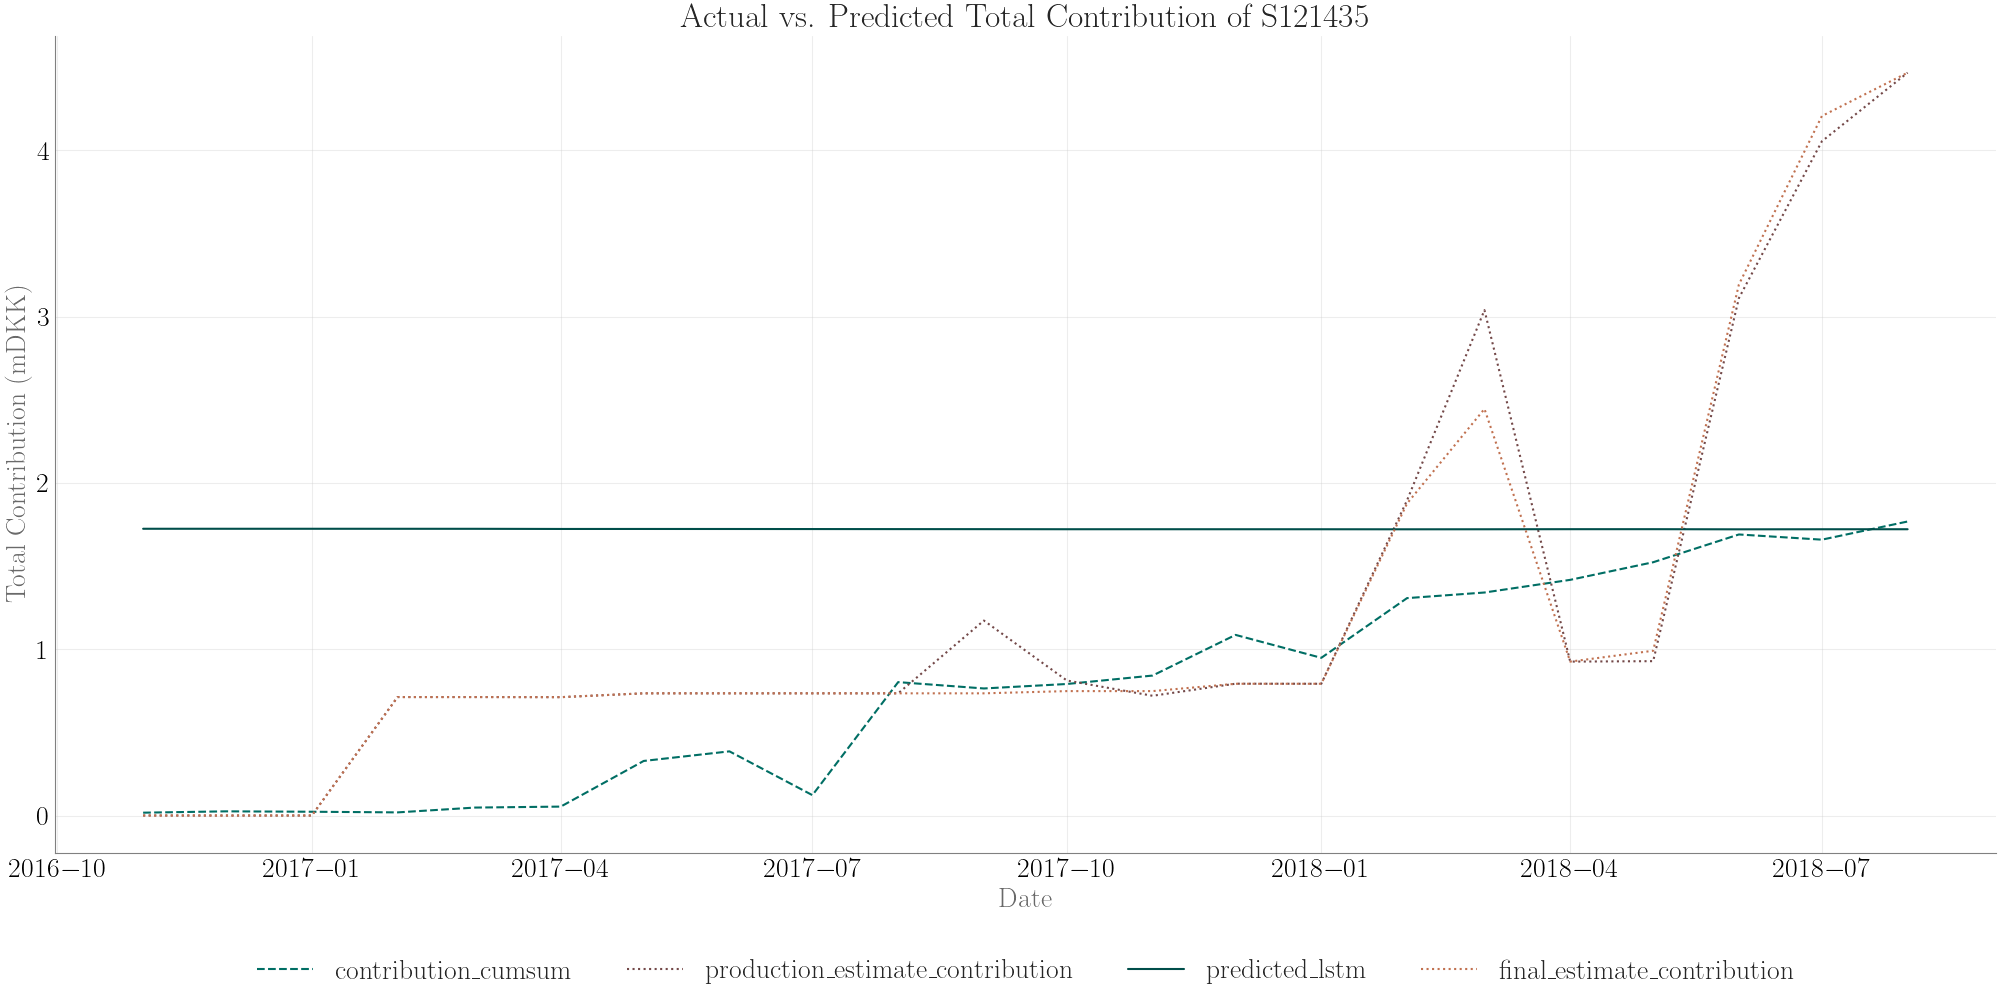 Actual vs. Predicted Total Contribution of S121435
Total Contribution (mDKK)
4
3
2
1
0
2016−10 2017−01 2017−04 2017−07 2017−10 2018−01 2018−04 2018−07
Date
contribution_cumsum production_estimate_contribution predicted_lstm final_estimate_contribution